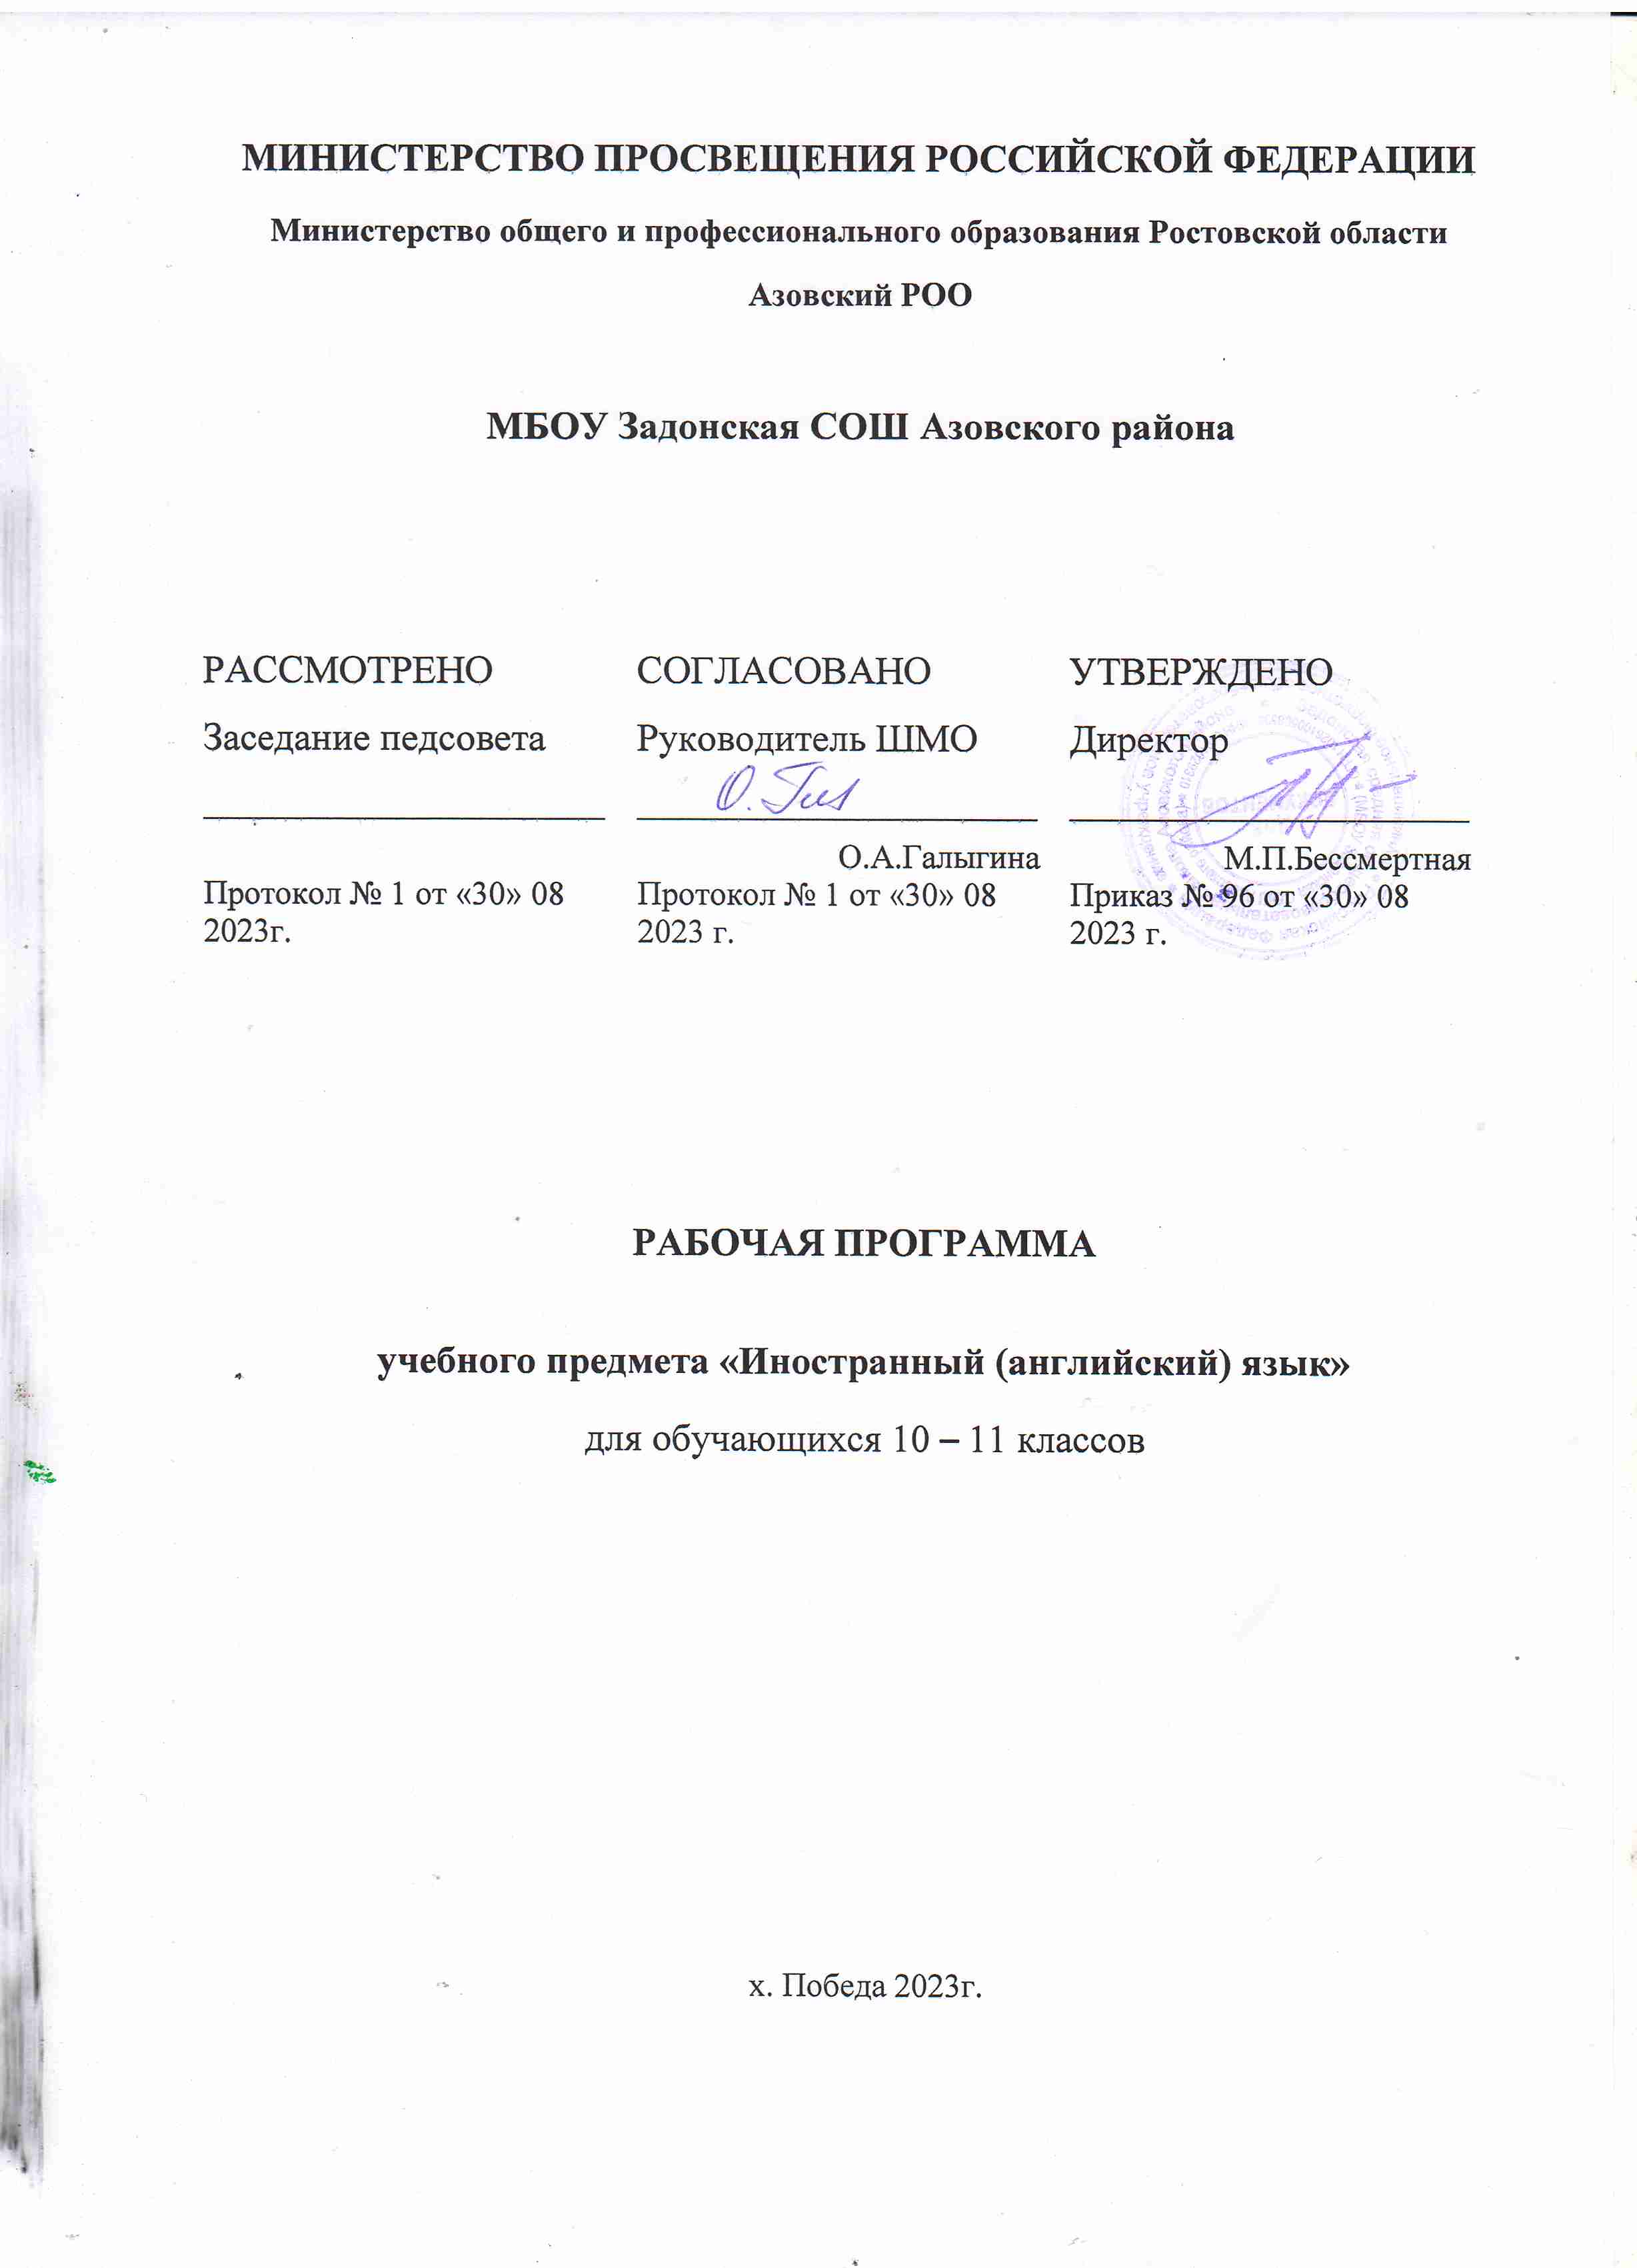 МИНИСТЕРСТВО ПРОСВЕЩЕНИЯ РОССИЙСКОЙ ФЕДЕРАЦИИ
Министерство общего и профессионального образования Ростовской области
Азовский РОО
МБОУ Задонская СОШ Азовского района
РАССМОТРЕНО
Заседание педсовета
Протокол № 1 от «30» 08
2023г.
СОГЛАСОВАНО
Руководитель ШМО
О.А.Галыгина
Протокол № 1 от «30» 08
2023 г.
УТВЕРЖДЕНО
Директор
М.П.Бессмертная
Приказ № 96 от «30» 08
2023 г.
РАБОЧАЯ ПРОГРАММА
учебного предмета «Иностранный (английский) язык»
для обучающихся 10 – 11 классов
х. Победа 2023г.